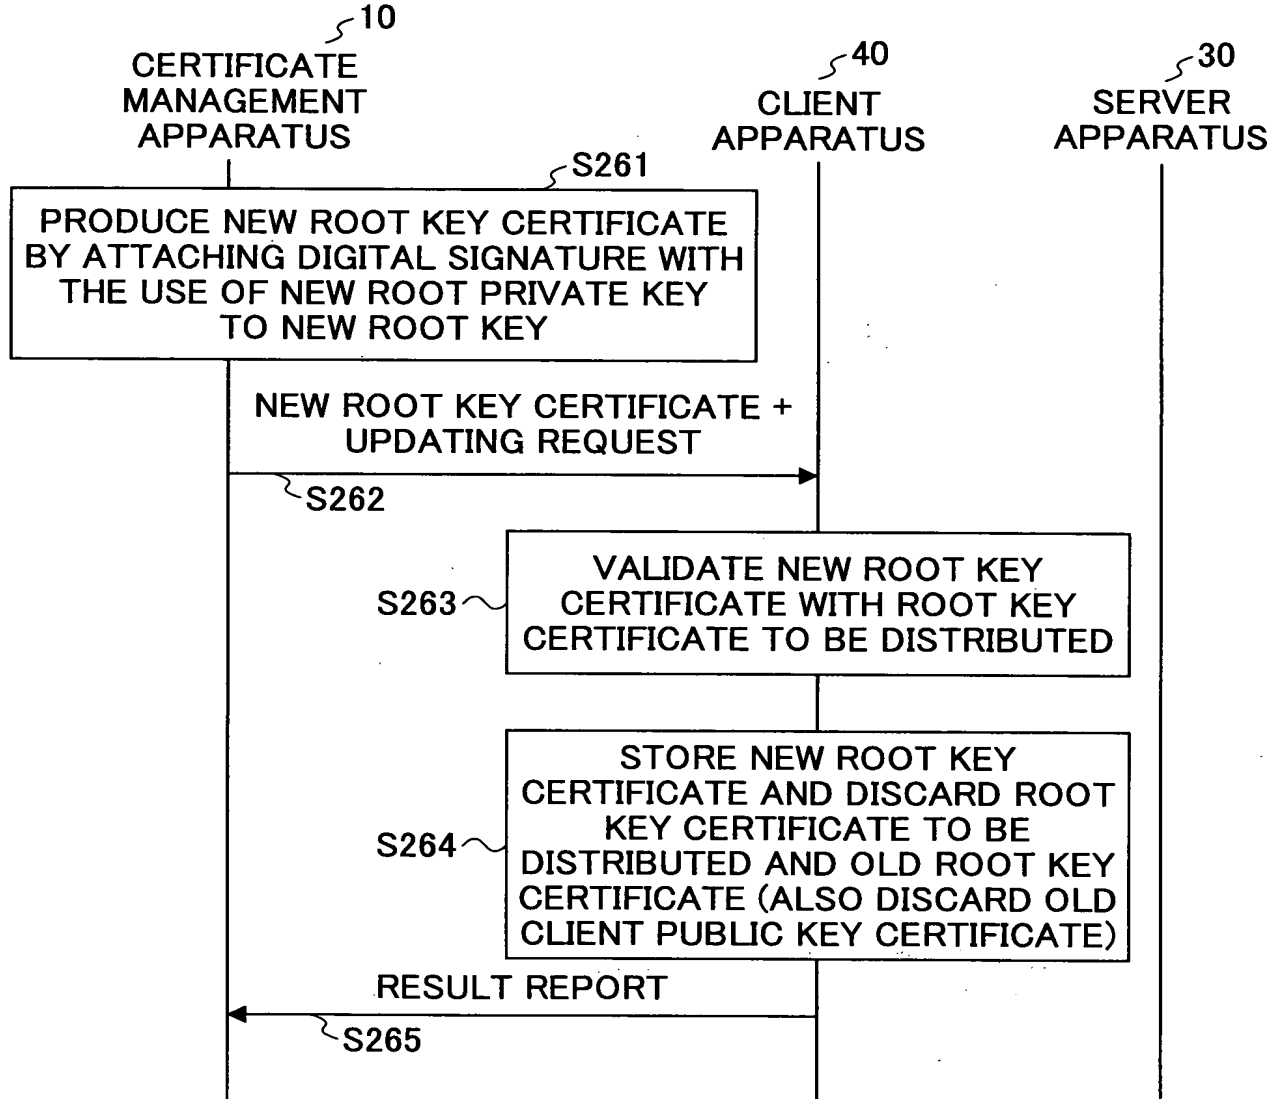 10
CERTIFICATE
MANAGEMENT
APPARATUS
40
CLIENT
APPARATUS
30
SERVER
APPARATUS
S261
PRODUCE NEW ROOT KEY CERTIFICATE
BY ATTACHING DIGITAL SIGNATURE WITH
THE USE OF NEW ROOT PRIVATE KEY
TO NEW ROOT KEY
NEW ROOT KEY CERTIFICATE +
UPDATING REQUEST
S262
S263
VALIDATE NEW ROOT KEY
CERTIFICATE WITH ROOT KEY
CERTIFICATE TO BE DISTRIBUTED
S264
STORE NEW ROOT KEY
CERTIFICATE AND DISCARD ROOT
KEY CERTIFICATE TO BE
DISTRIBUTED AND OLD ROOT KEY
CERTIFICATE (ALSO DISCARD OLD
CLIENT PUBLIC KEY CERTIFICATE)
RESULT REPORT
S265